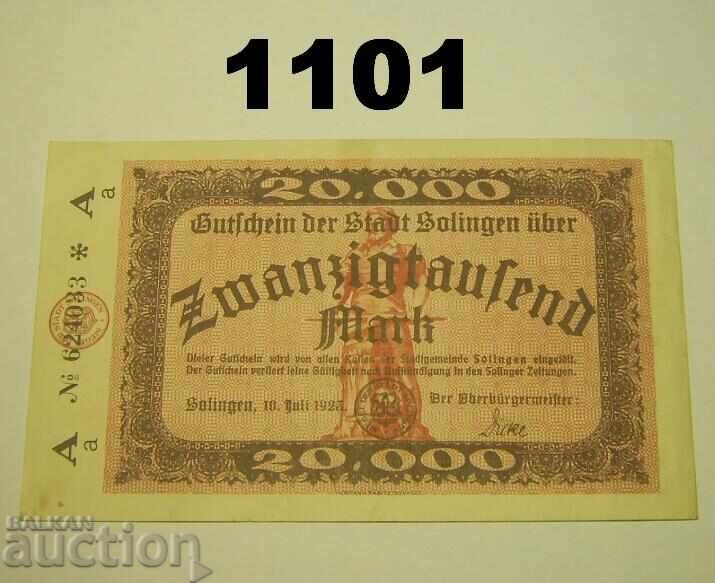 1101
20.000
Gutschein der Stadt Solingen über
Zwanzigtausend
Mark
Dieser Gutschein wird von allen Kassen der Stadtgemeinde Solingen eingelöst.
Der Gutschein verliert seine Gültigkeit nach Aufkündigung in den Solinger Zeitungen.
Solingen, 10. Juli 1923.
Der Oberbürgermeister:
20.000
A a № 624033 * A a
BALKAN
auction